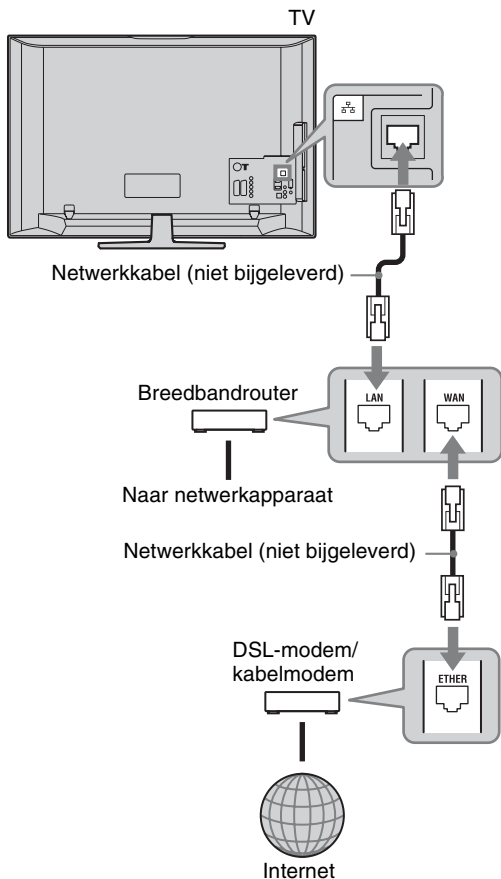 TV
Netwerkkabel (niet bijgeleverd)
Breedbandrouter
LAN
WAN
Naar netwerkapparaat
Netwerkkabel (niet bijgeleverd)
DSL-modem/
kabelmodem
ETHER
Internet